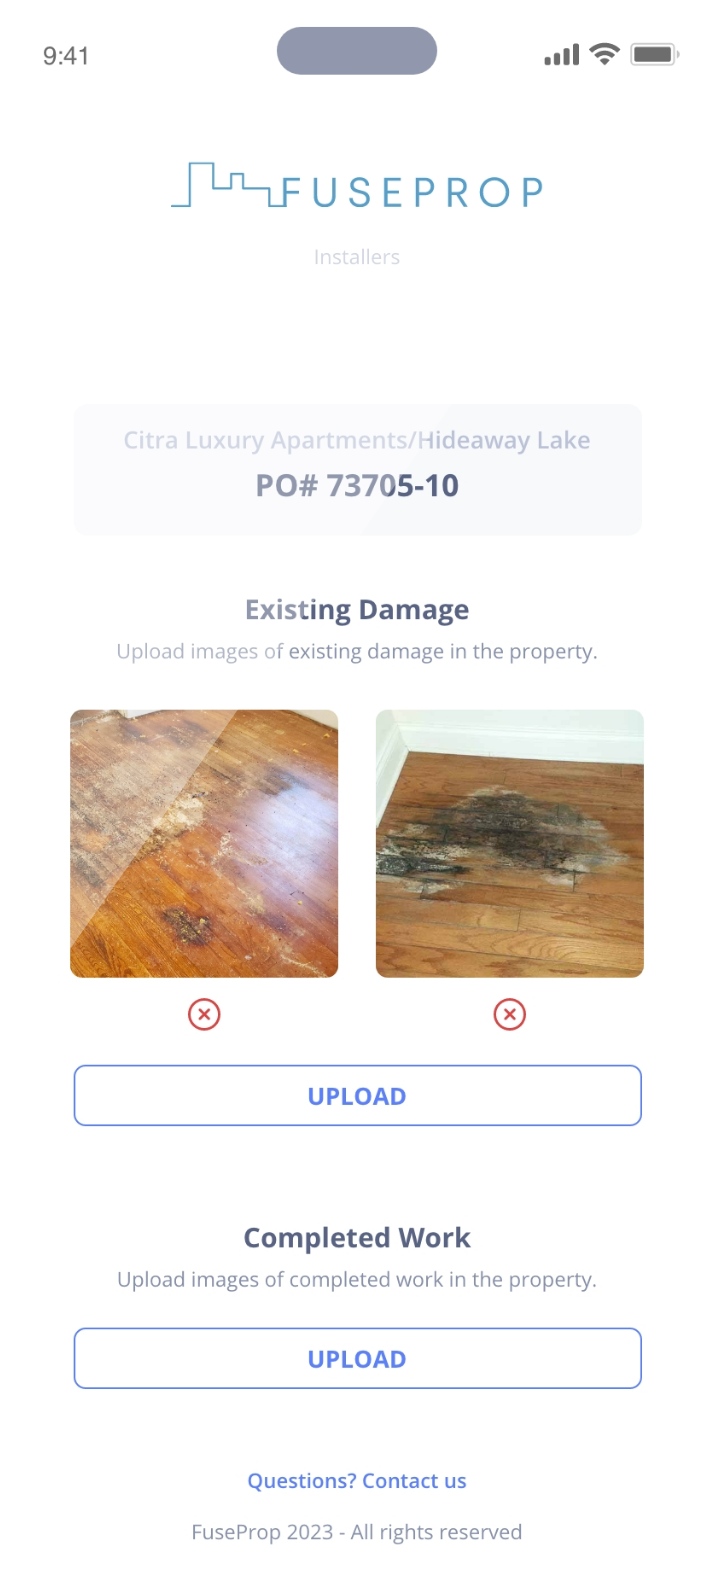 9:41
FUSEPROP
Installers
Citra Luxury Apartments/Hideaway Lake
PO# 73705-10
Existing Damage
Upload images of existing damage in the property.
UPLOAD
Completed Work
Upload images of completed work in the property.
UPLOAD
Questions? Contact us
FuseProp 2023 - All rights reserved